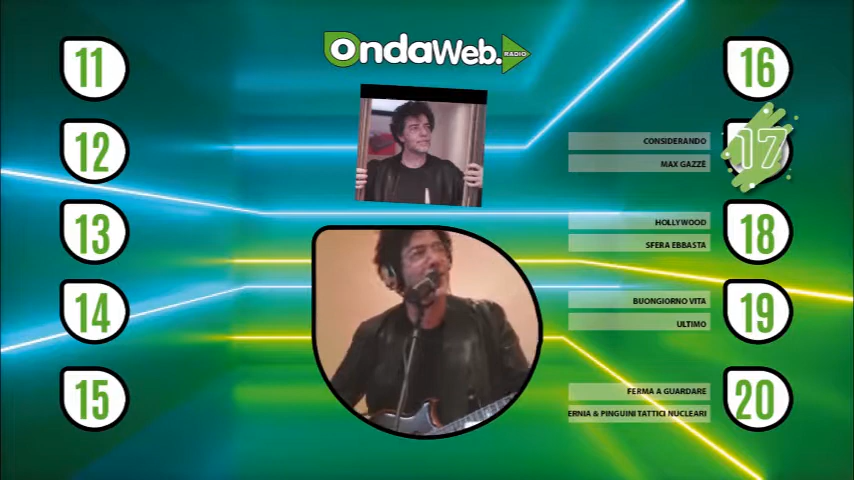 OndaWeb.
RADIO
11
12
13
14
15
16
17
CONSIDERANDO
MAX GAZZÈ
18
HOLLYWOOD
SFERA EBBASTA
19
BUONGIORNO VITA
ULTIMO
20
FERMA A GUARDARE
ERNIA & PINGUINI TATTICI NUCLEARI